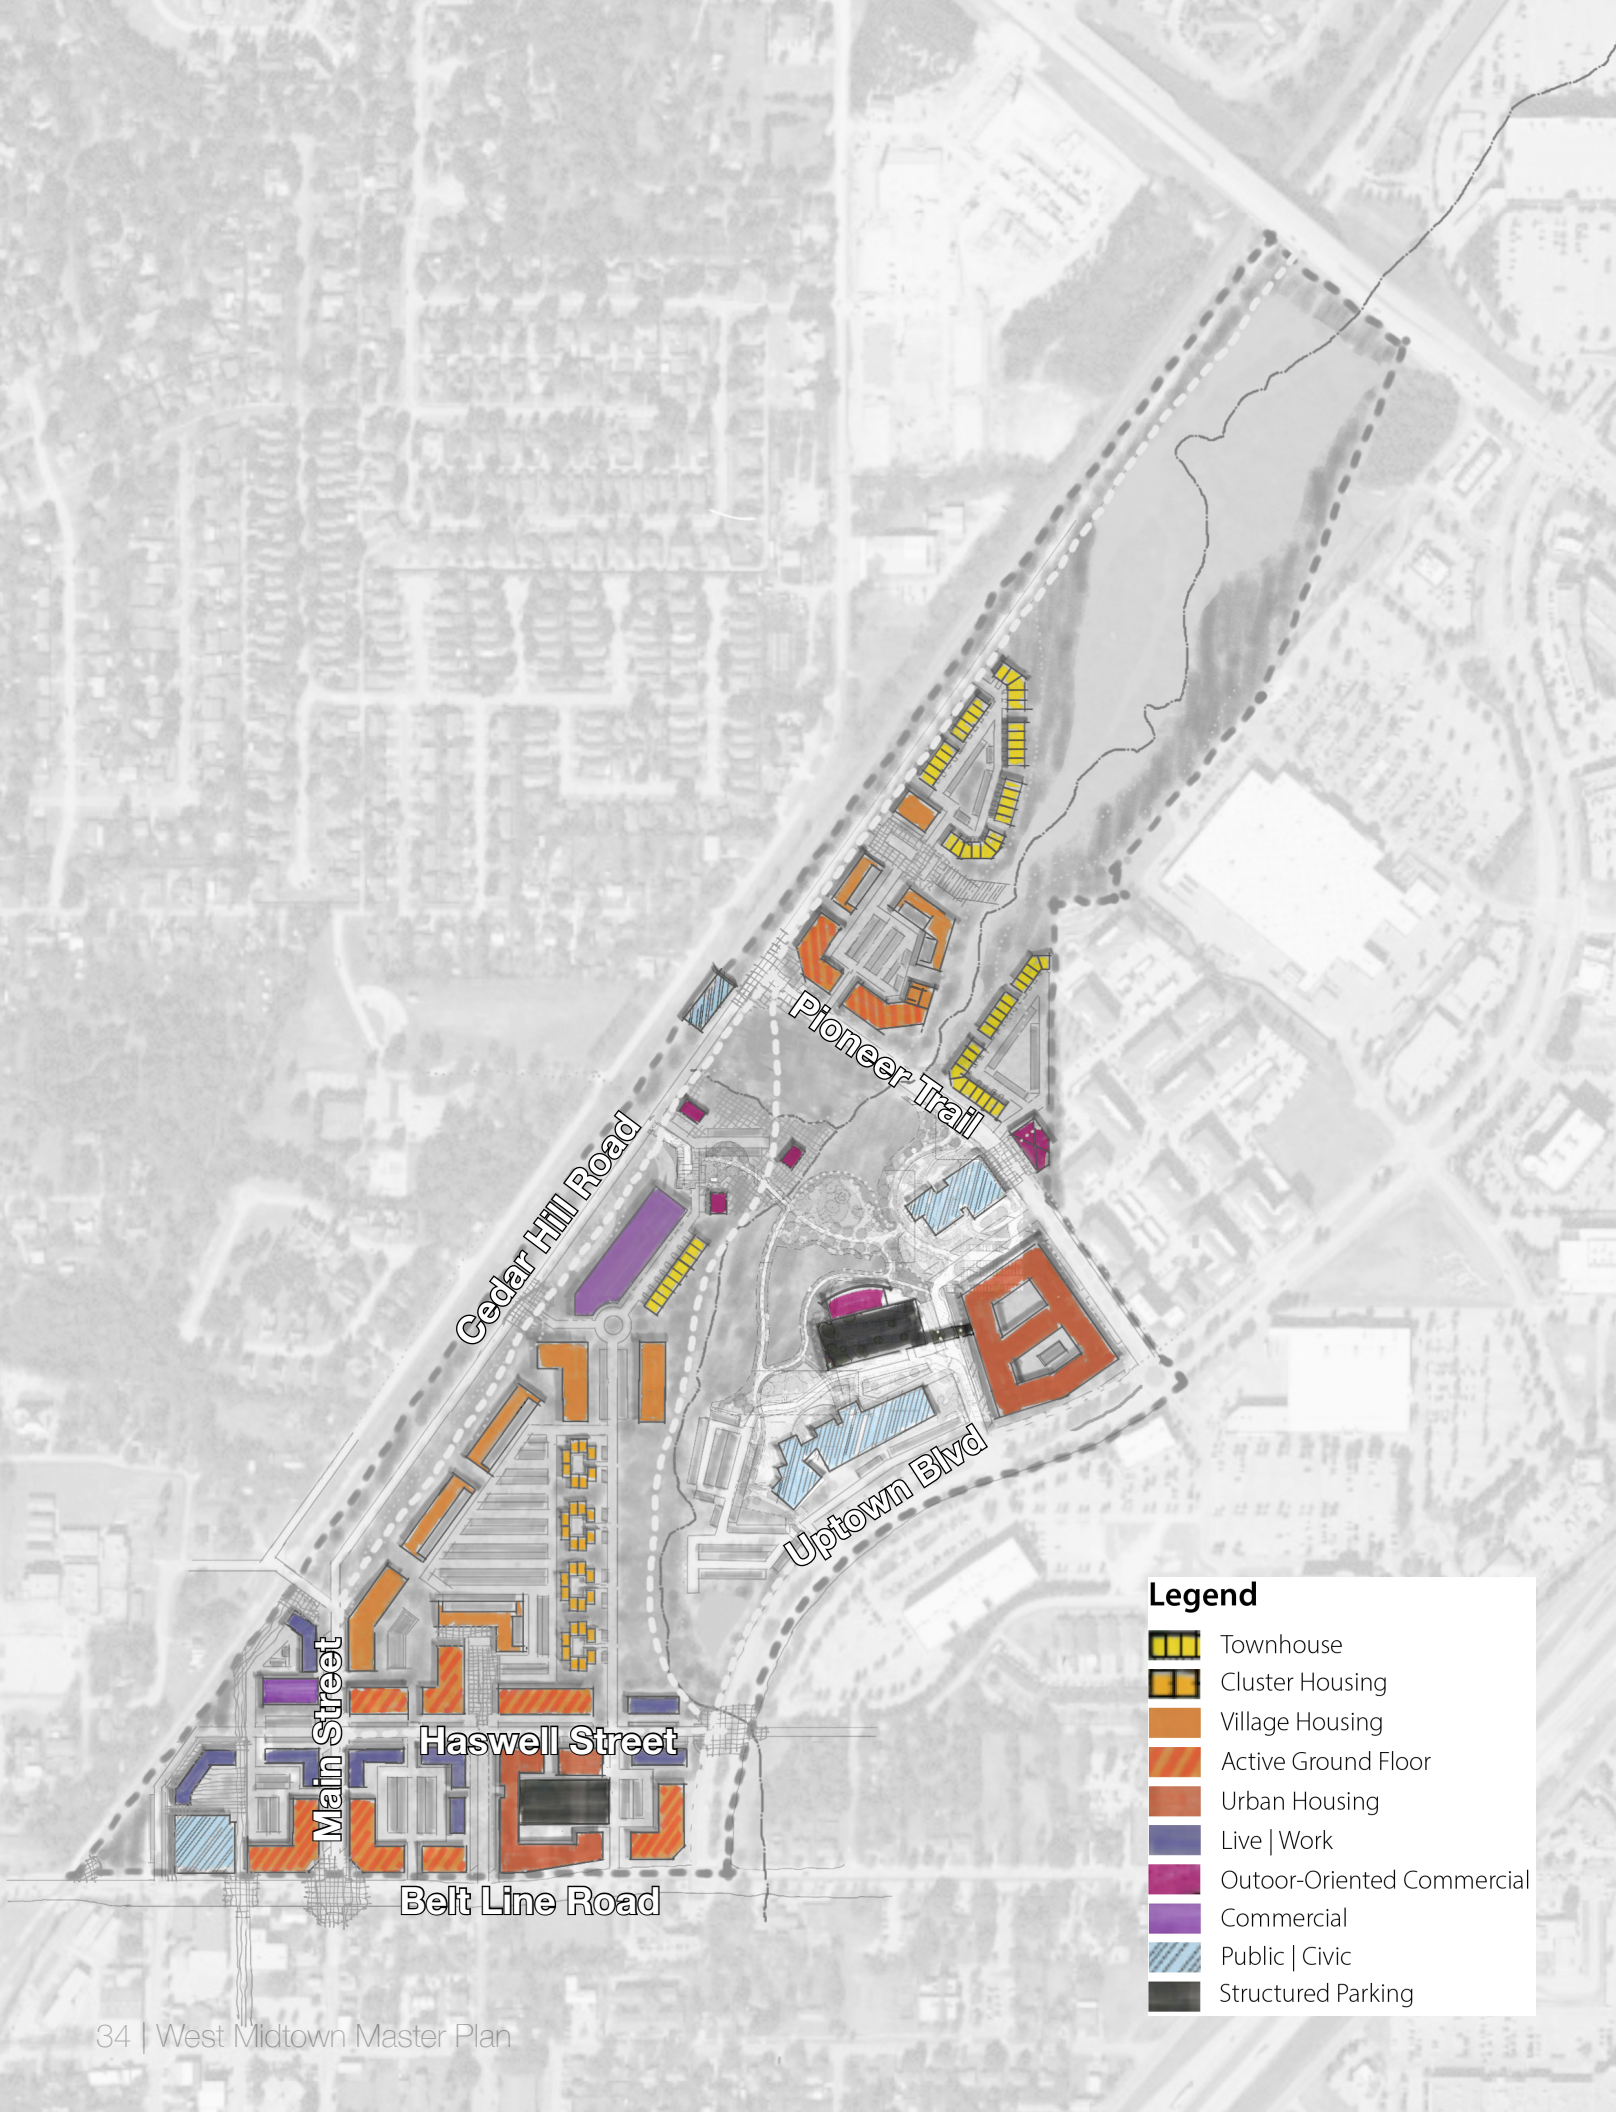 Pioneer Trail
Cedar Hill Road
Uptown Blvd
Main Street
Haswell Street
Belt Line Road
Legend
Townhouse
Cluster Housing
Village Housing
Active Ground Floor
Urban Housing
Live | Work
Outoor-Oriented Commercial
Commercial
Public | Civic
Structured Parking
34 | West Midtown Master Plan